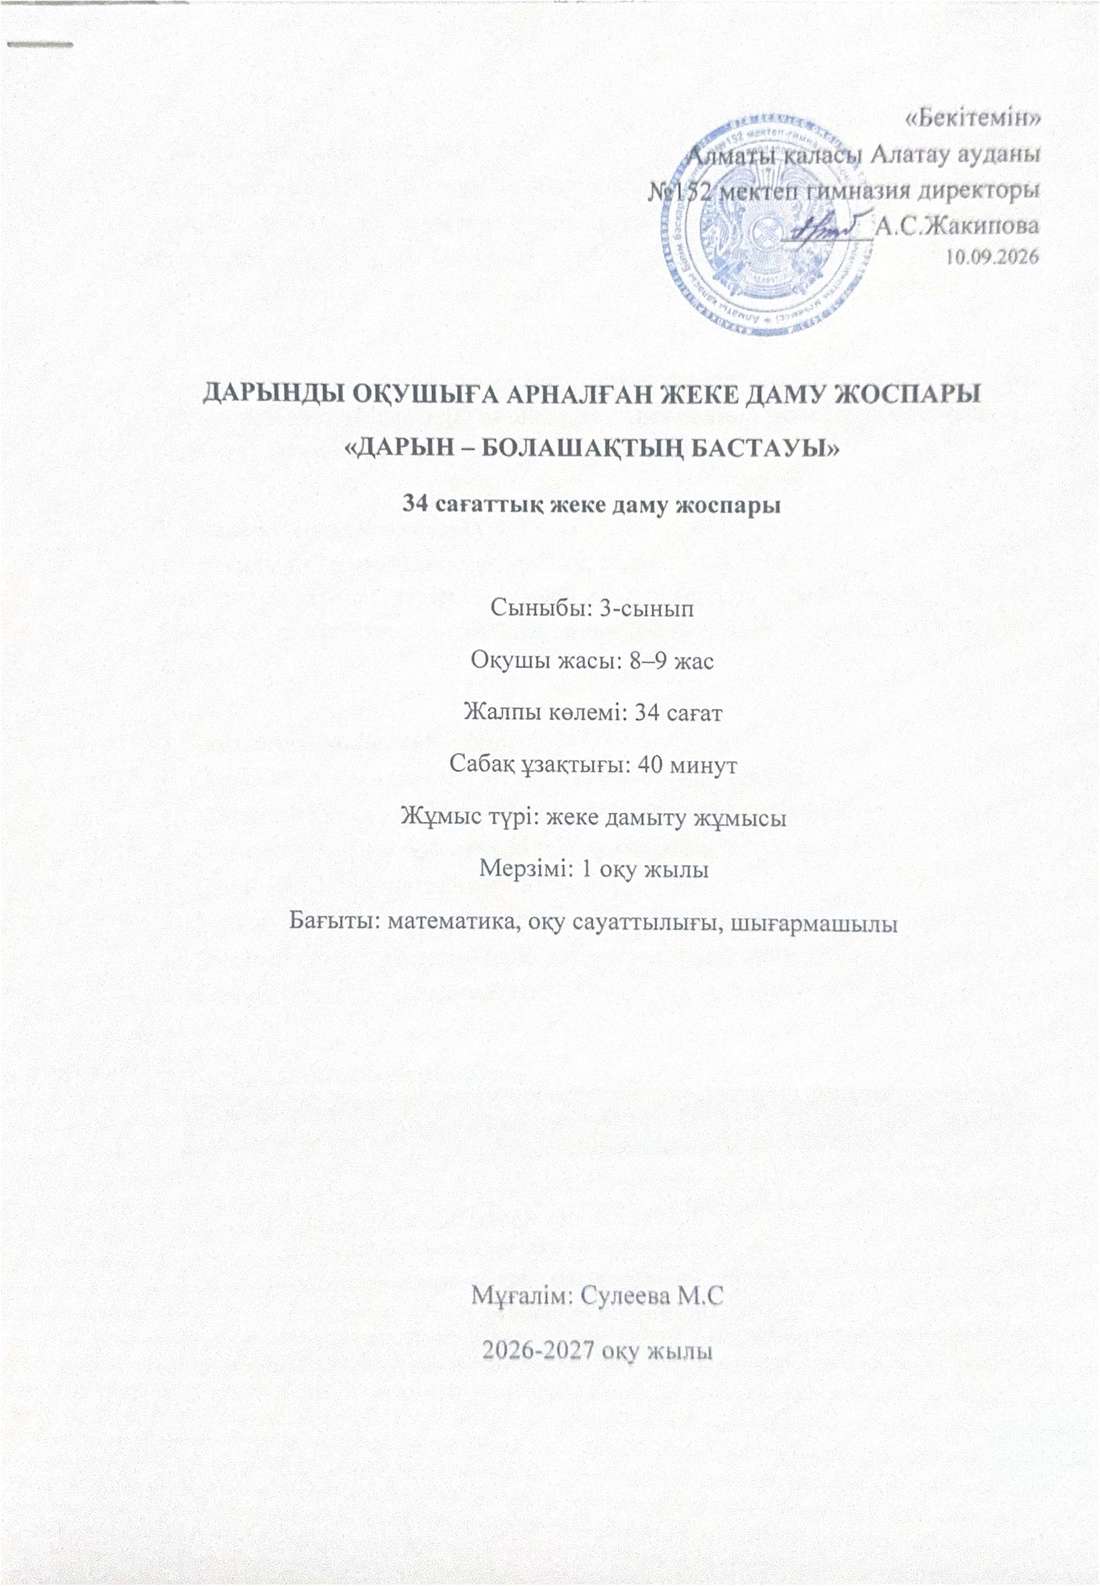 «Бекітемін»
Алматы қаласы Алатау ауданы
№152 мектеп гимназия директоры
А.С.Жакипова
10.09.2026
ДАРЫНДЫ ОҚУШЫҒА АРНАЛҒАН ЖЕКЕ ДАМУ ЖОСПАРЫ
«ДАРЫН – БОЛАШАҚТЫҢ БАСТАУЫ»
34 сағаттық жеке даму жоспары
Сыныбы: 3-сынып
Оқушы жасы: 8–9 жас
Жалпы көлемі: 34 сағат
Сабақ ұзақтығы: 40 минут
Жұмыс түрі: жеке дамыту жұмысы
Мерзімі: 1 оқу жылы
Бағыты: математика, оқу сауаттылығы, шығармашылы
Мұғалім: Сулеева М.С
2026-2027 оқу жылы